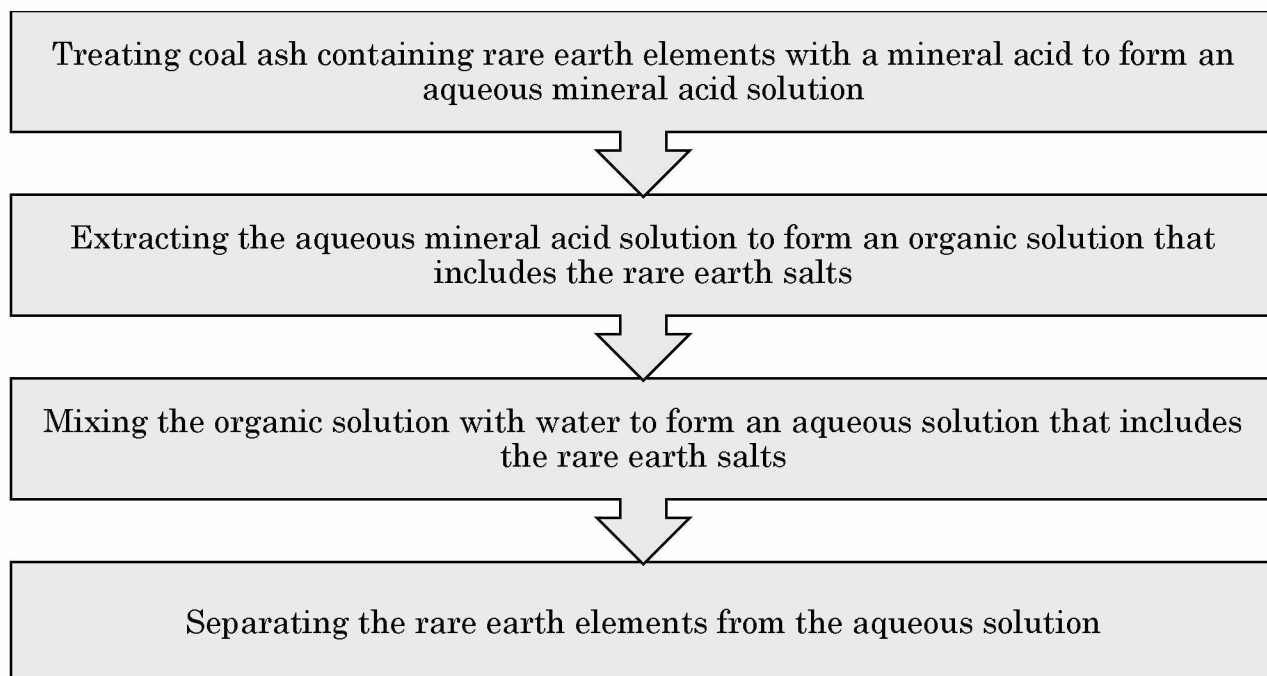 Treating coal ash containing rare earth elements with a mineral acid to form an
aqueous mineral acid solution
Extracting the aqueous mineral acid solution to form an organic solution that
includes the rare earth salts
Mixing the organic solution with water to form an aqueous solution that includes
the rare earth salts
Separating the rare earth elements from the aqueous solution